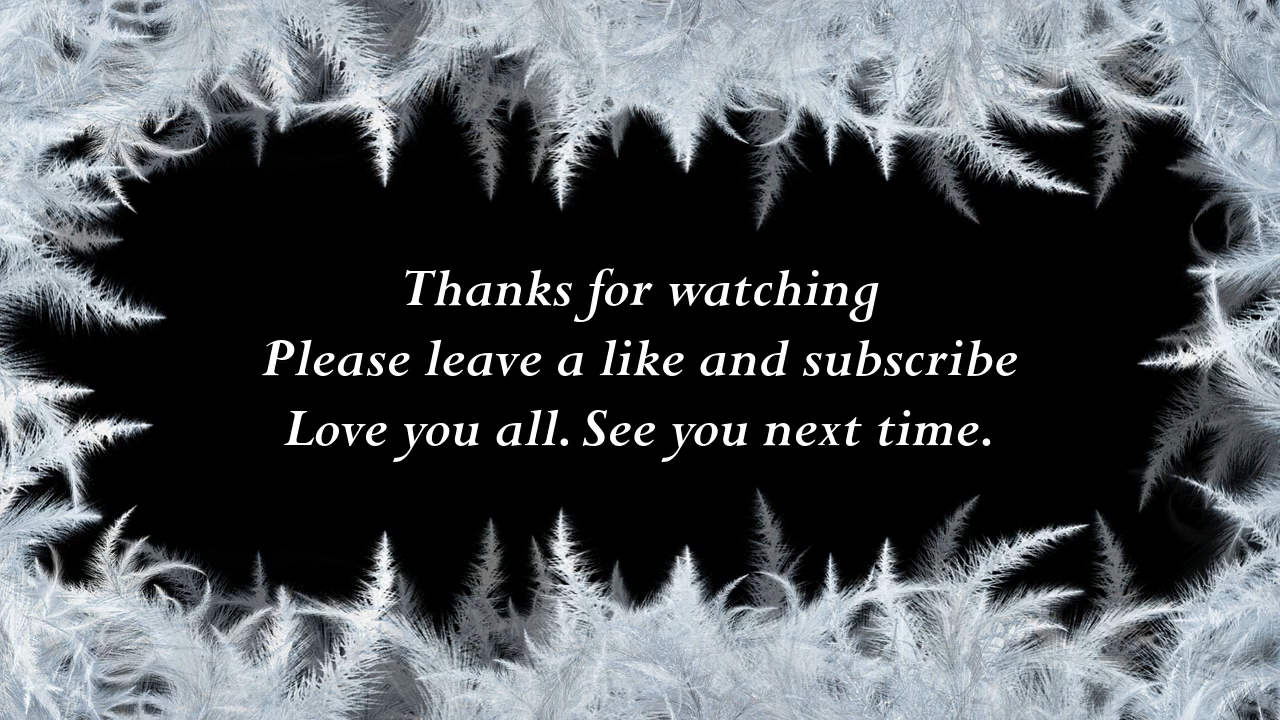 Thanks for watching
Please leave a like and subscribe
Love you all. See you next time.